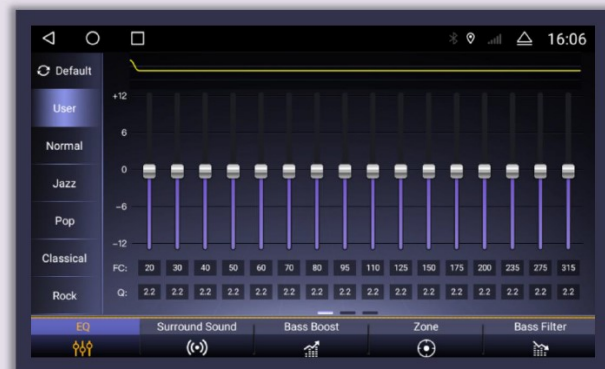 16:06
Default
User
Normal
Jazz
Pop
Classical
Rock
+12
6
0
-6
-12
FC: 20 30 40 50 60 70 80 95 110 125 150 175 200 235 275 315
Q: 2.2 2.2 2.2 2.2 2.2 2.2 2.2 2.2 2.2 2.2 2.2 2.2 2.2 2.2 2.2 2.2
EQ Surround Sound Bass Boost Zone Bass Filter